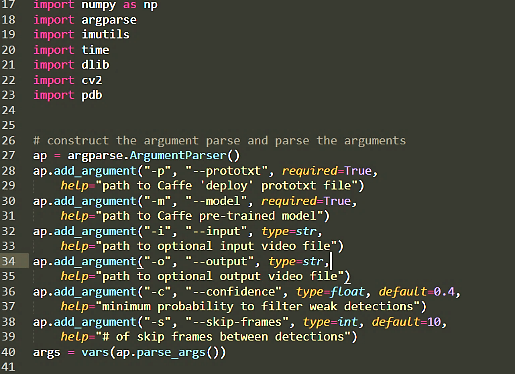 17 import numpy as np
18 import argparse
19 import imutils
20 import time
21 import dlib
22 import cv2
23 import pdb
24
25
26 # construct the argument parse and parse the arguments
27 ap = argparse.ArgumentParser()
28 ap.add_argument("-p", "--prototxt", required=True,
29     help="path to Caffe 'deploy' prototxt file")
30 ap.add_argument("-m", "--model", required=True,
31     help="path to Caffe pre-trained model")
32 ap.add_argument("-i", "--input", type=str,
33     help="path to optional input video file")
34 ap.add_argument("-o", "--output", type=str,
35     help="path to optional output video file")
36 ap.add_argument("-c", "--confidence", type=float, default=0.4,
37     help="minimum probability to filter weak detections")
38 ap.add_argument("-s", "--skip-frames", type=int, default=10,
39     help="# of skip frames between detections")
40 args = vars(ap.parse_args())
41